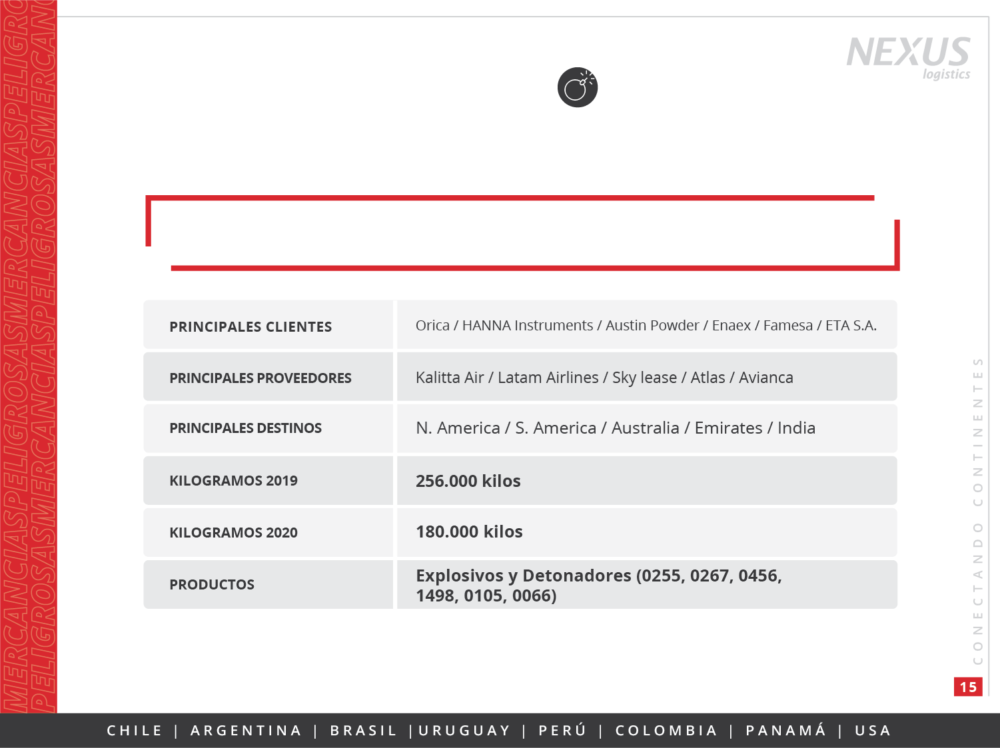 NEXUS
logistics
PRINCIPALES CLIENTES
Orica / HANNA Instruments / Austin Powder / Enaex / Famesa / ETA S.A.
PRINCIPALES PROVEEDORES
Kalitta Air / Latam Airlines / Sky lease / Atlas / Avianca
PRINCIPALES DESTINOS
N. America / S. America / Australia / Emirates / India
KILOGRAMOS 2019
256.000 kilos
KILOGRAMOS 2020
180.000 kilos
PRODUCTOS
Explosivos y Detonadores (0255, 0267, 0456,
1498, 0105, 0066)
MERCANCIASPELIGROSASMERCANCIASPELIGRO
PELIGROSASMERCANCIASPELIGROSASMERCANC
CONECTANDO CONTINENTES
15
CHILE | ARGENTINA | BRASIL |URUGUAY | PERÚ | COLOMBIA | PANAMÁ | USA